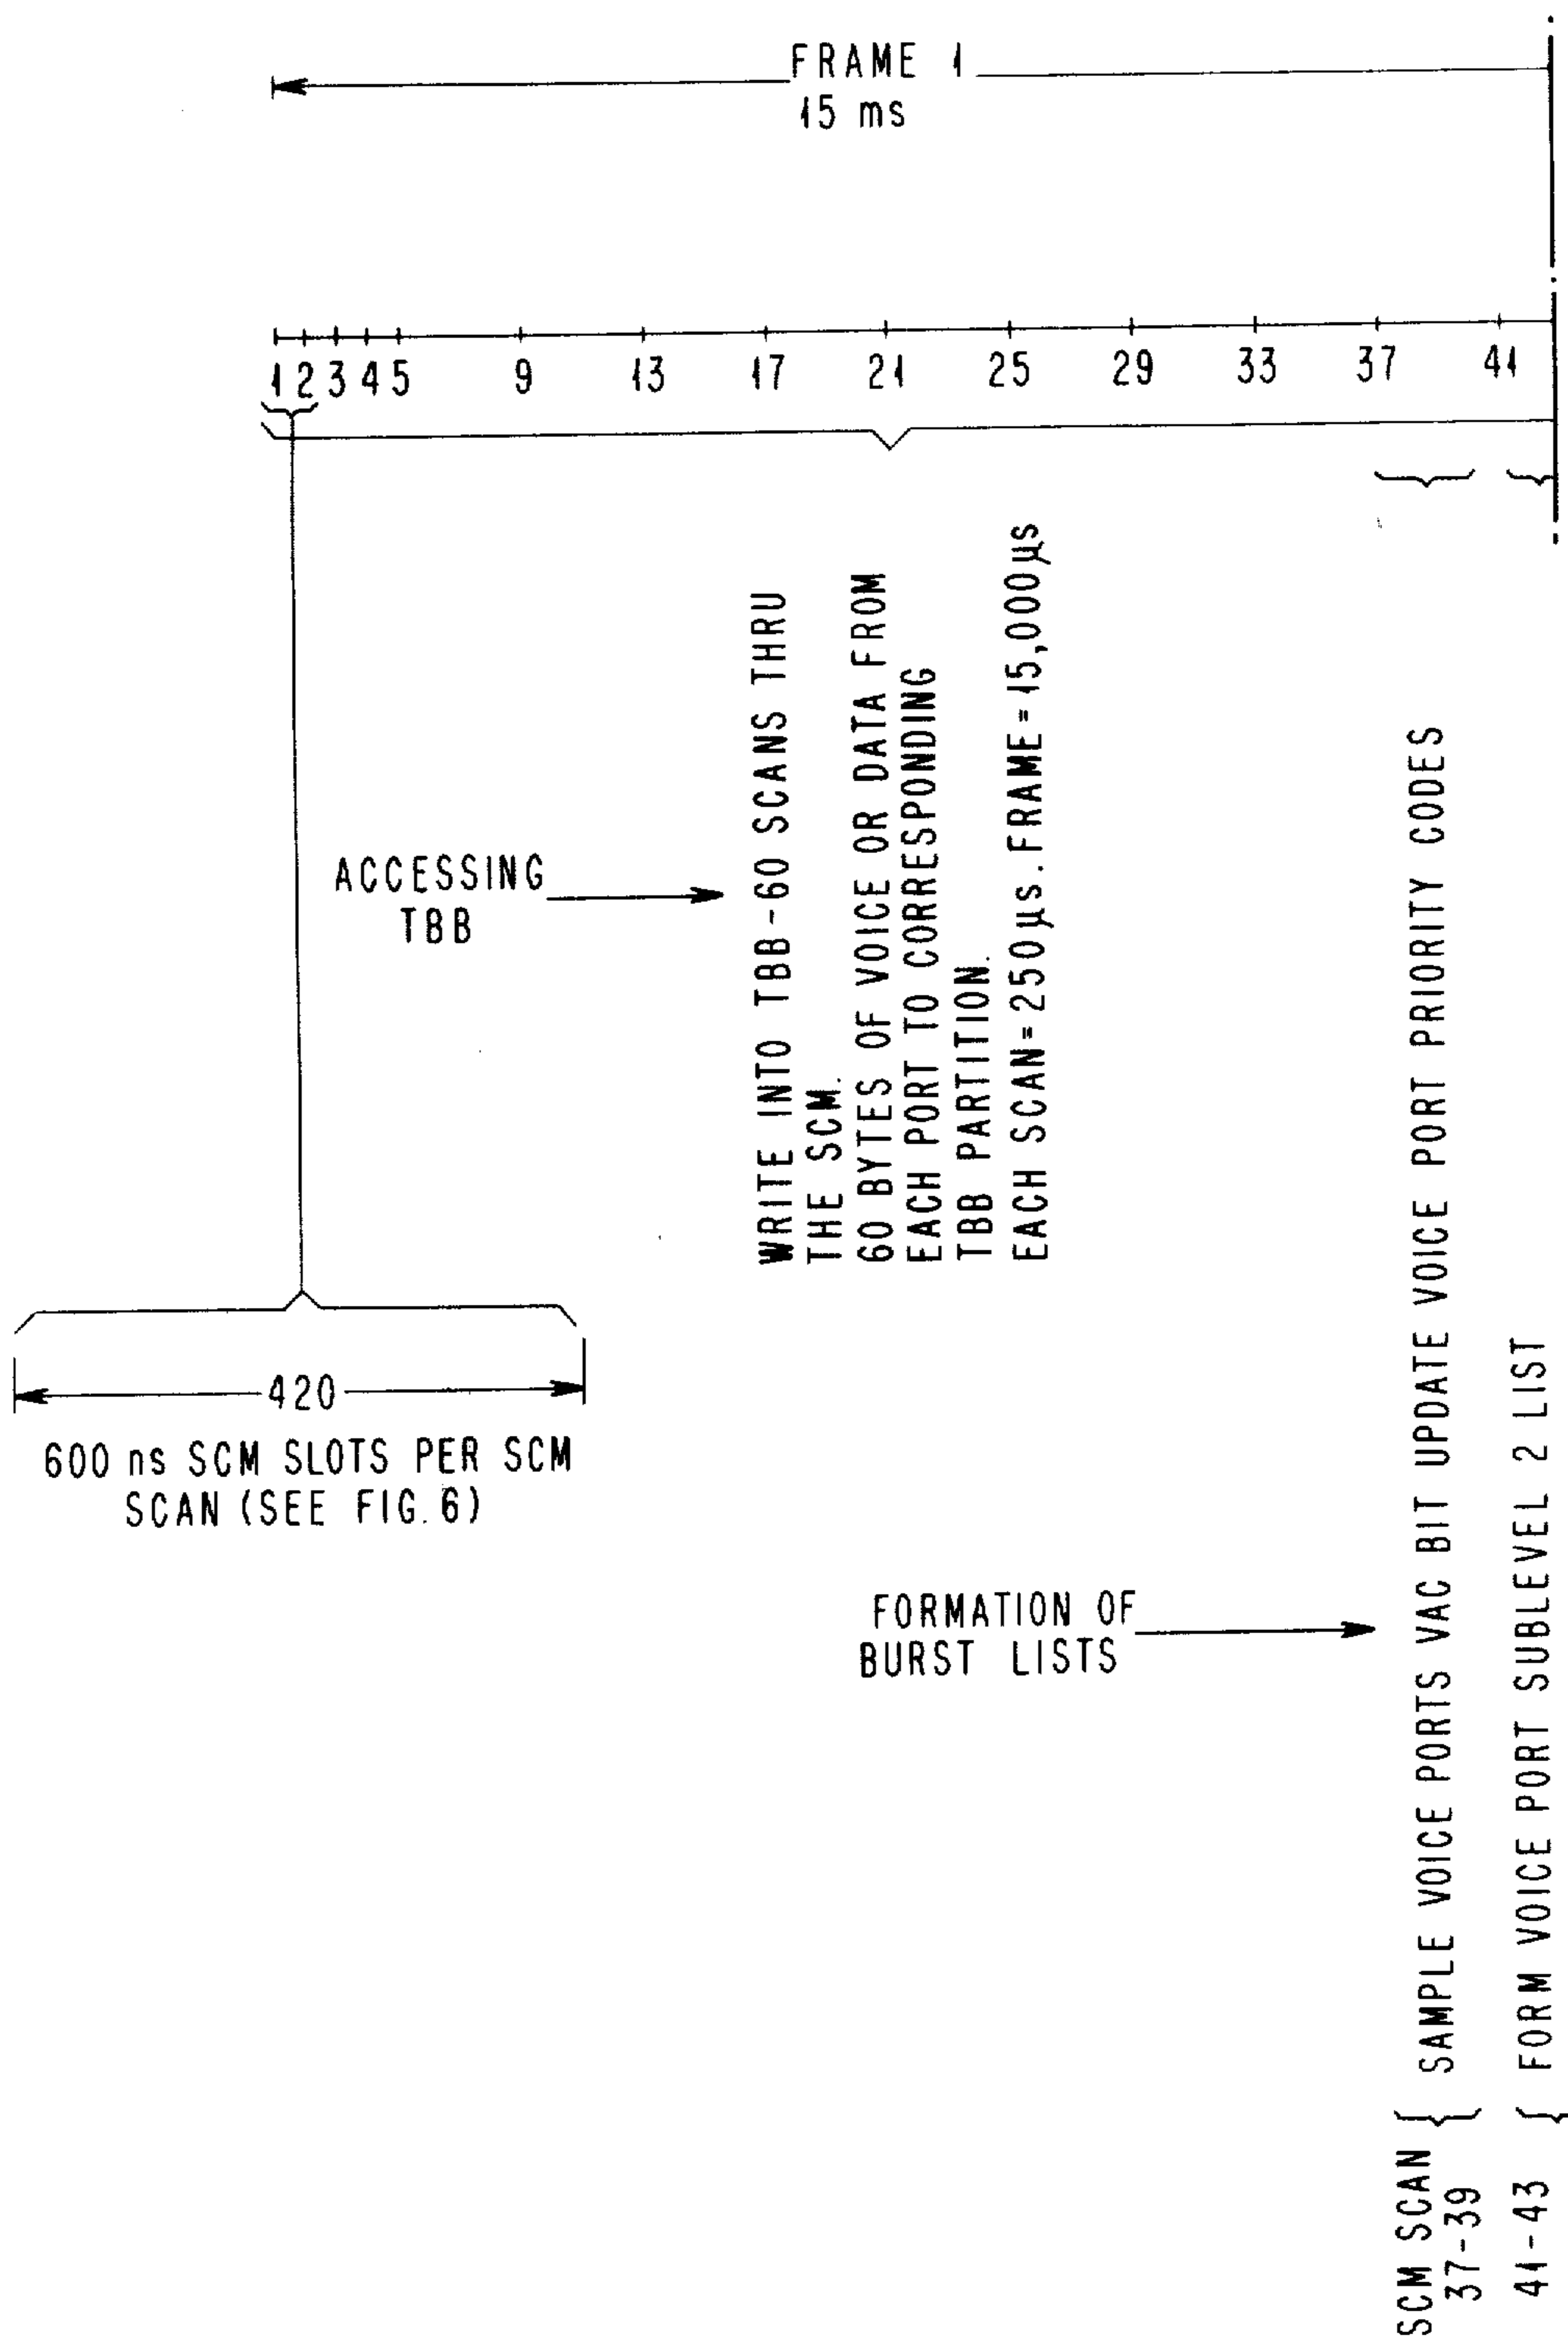 FRAME 1
15 ms
1 2 3 4 5 9 13 17 21 25 29 33 37 41
ACCESSING
TBB
WRITE INTO TBB-60 SCANS THRU
THE SCM.
60 BYTES OF VOICE OR DATA FROM
EACH PORT TO CORRESPONDING
TBB PARTITION.
EACH SCAN=250µs.FRAME=15,000µs
420
600 ns SCM SLOTS PER SCM
SCAN (SEE FIG. 6)
FORMATION OF
BURST LISTS
SCM SCAN
37-39
SAMPLE VOICE PORTS VAC BIT UPDATE VOICE PORT PRIORITY CODES
41-43
FORM VOICE PORT SUBLEVEL 2 LIST